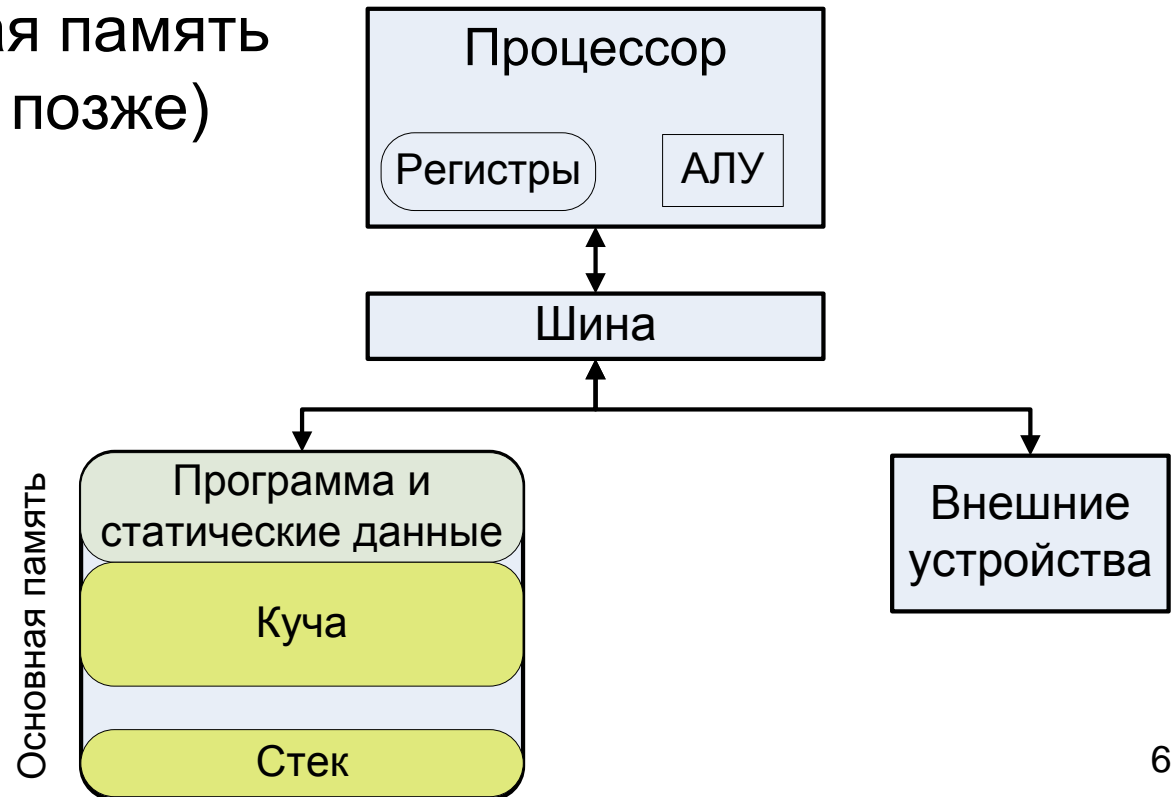 ая память
позже)
Процессор
Регистры
АЛУ
Шина
Основная память
Программа и
статические данные
Куча
Стек
Внешние
устройства
6